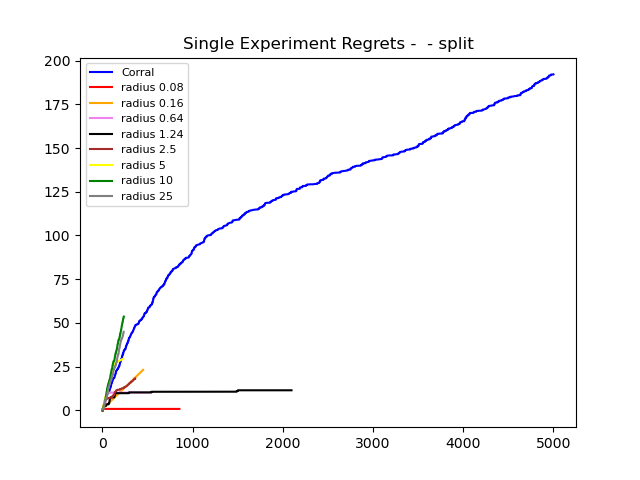 Single Experiment Regrets -  - split
200
175
150
125
100
75
50
25
0
Corral
radius 0.08
radius 0.16
radius 0.64
radius 1.24
radius 2.5
radius 5
radius 10
radius 25
0 1000 2000 3000 4000 5000